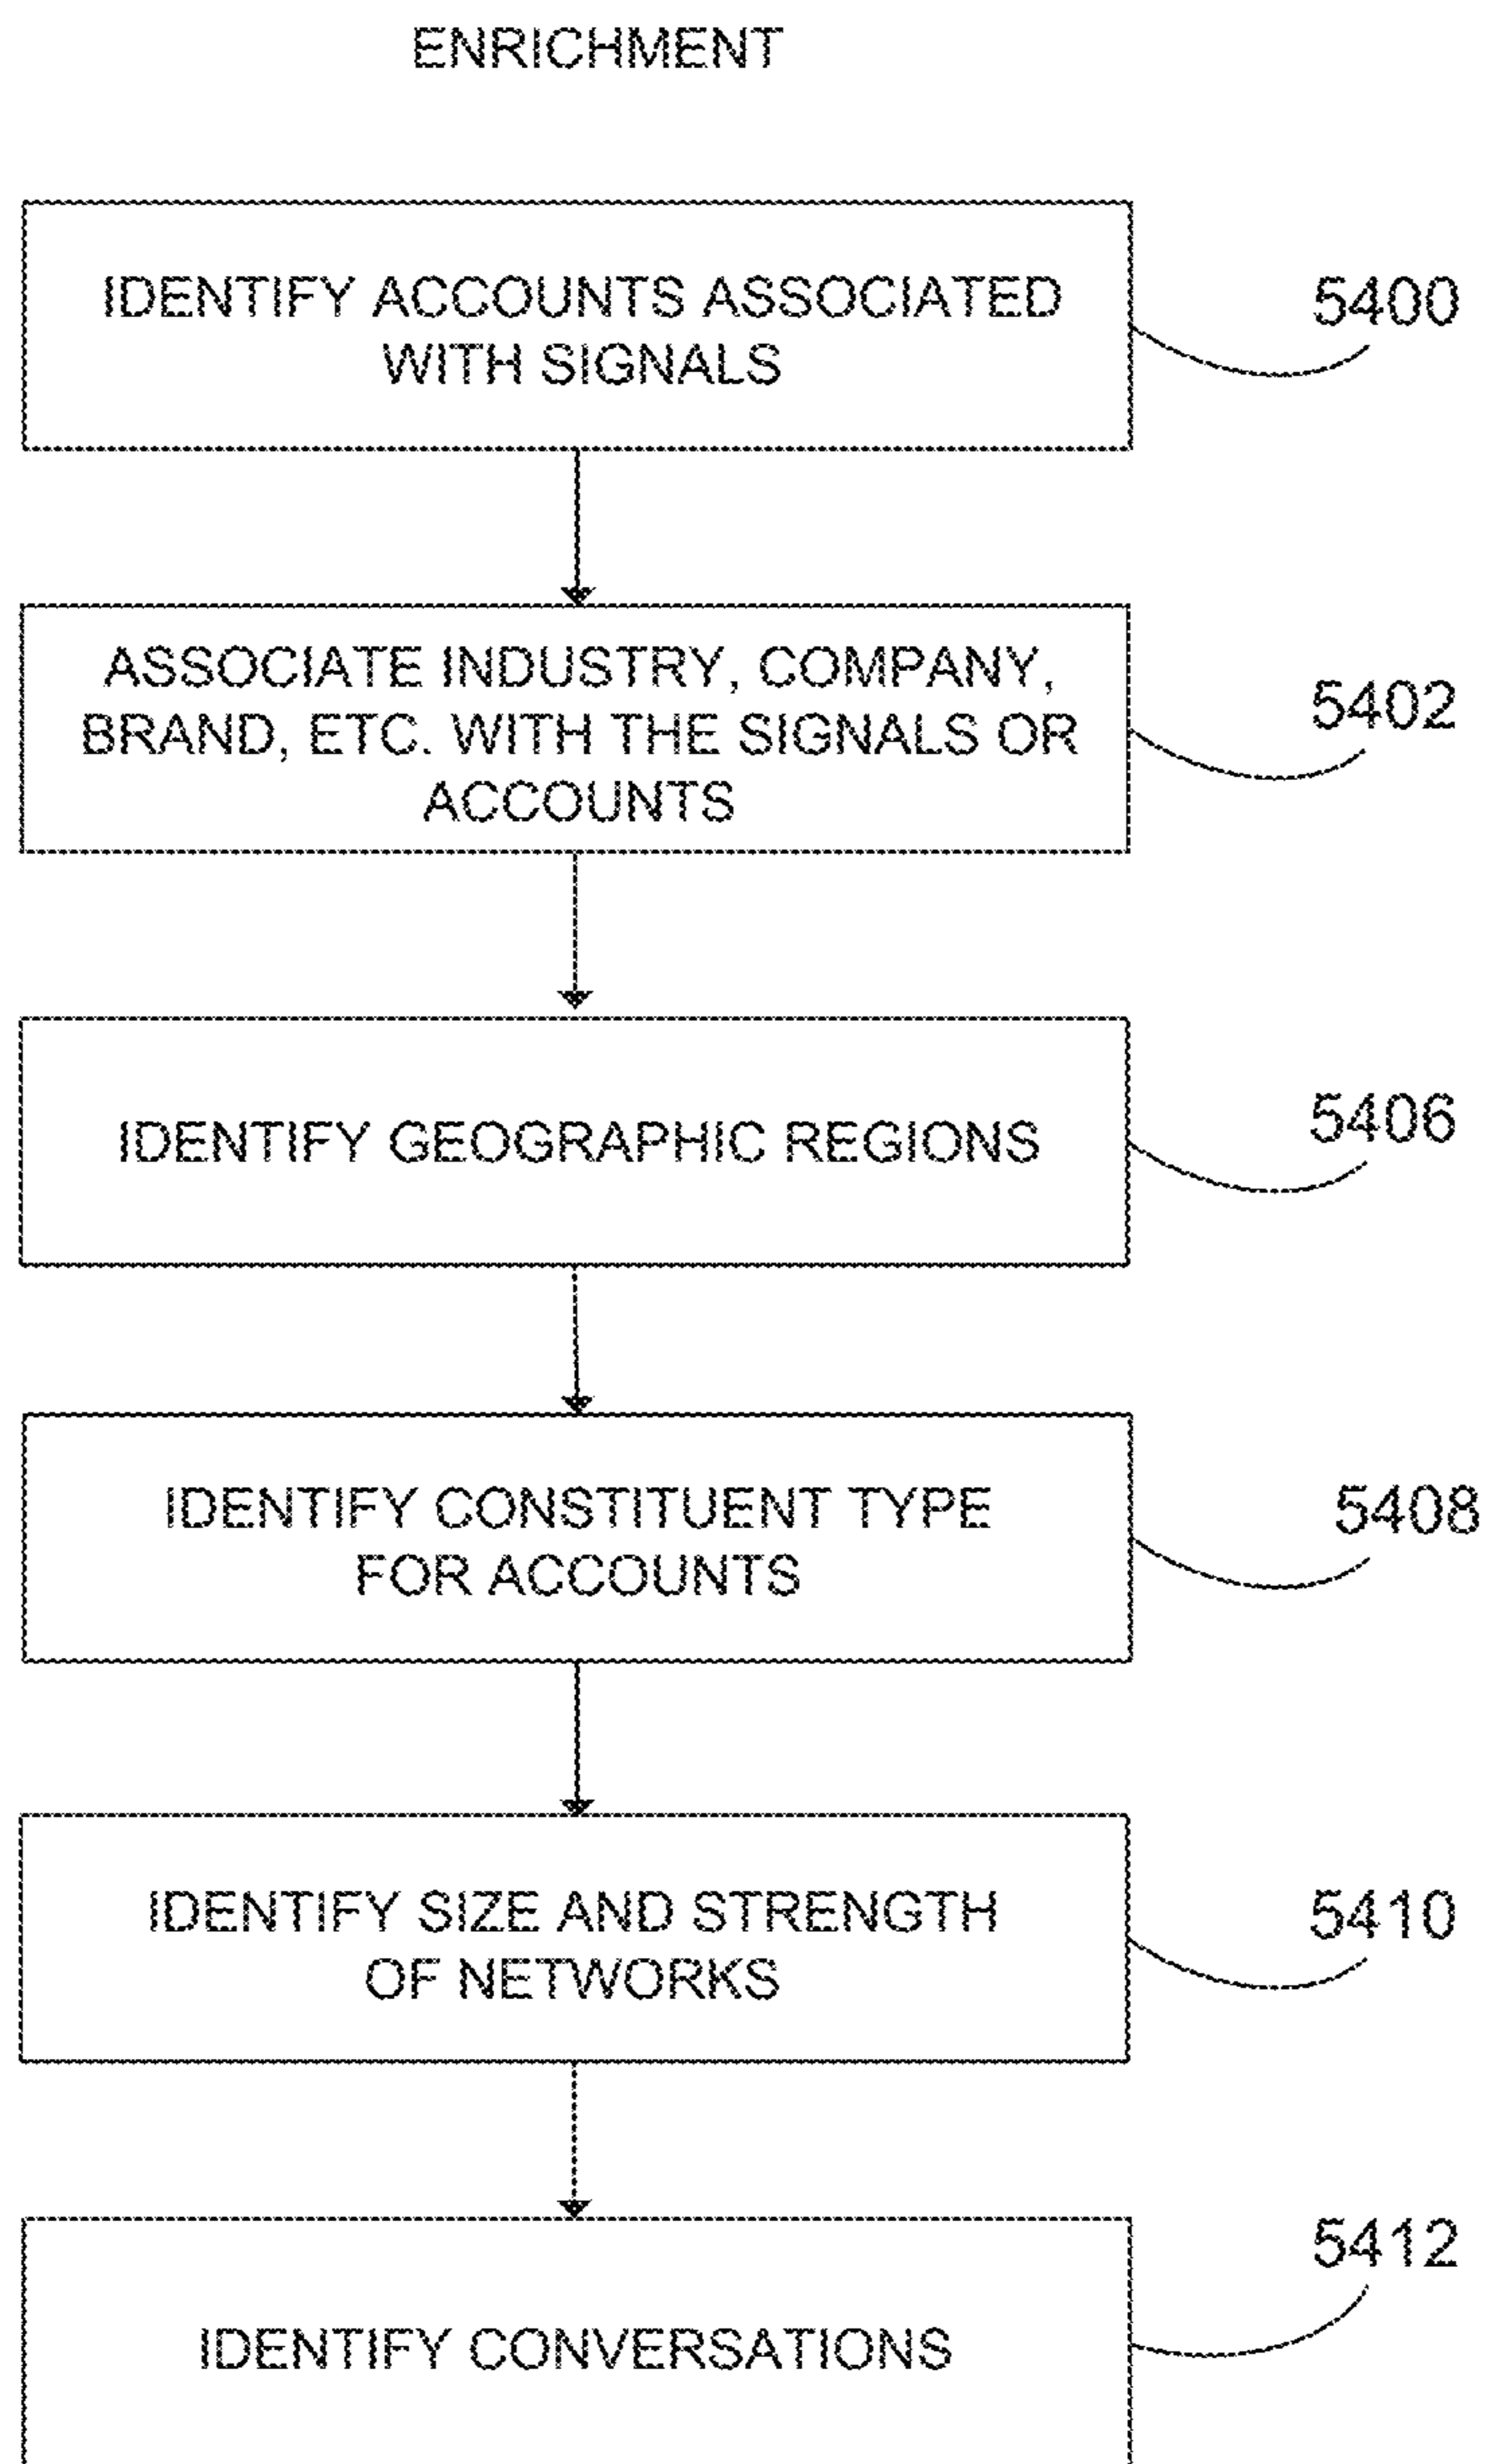 ENRICHMENT
IDENTIFY ACCOUNTS ASSOCIATED
WITH SIGNALS
5400
ASSOCIATE INDUSTRY, COMPANY,
BRAND, ETC. WITH THE SIGNALS OR
ACCOUNTS
5402
IDENTIFY GEOGRAPHIC REGIONS
5406
IDENTIFY CONSTITUENT TYPE
FOR ACCOUNTS
5408
IDENTIFY SIZE AND STRENGTH
OF NETWORKS
5410
IDENTIFY CONVERSATIONS
5412